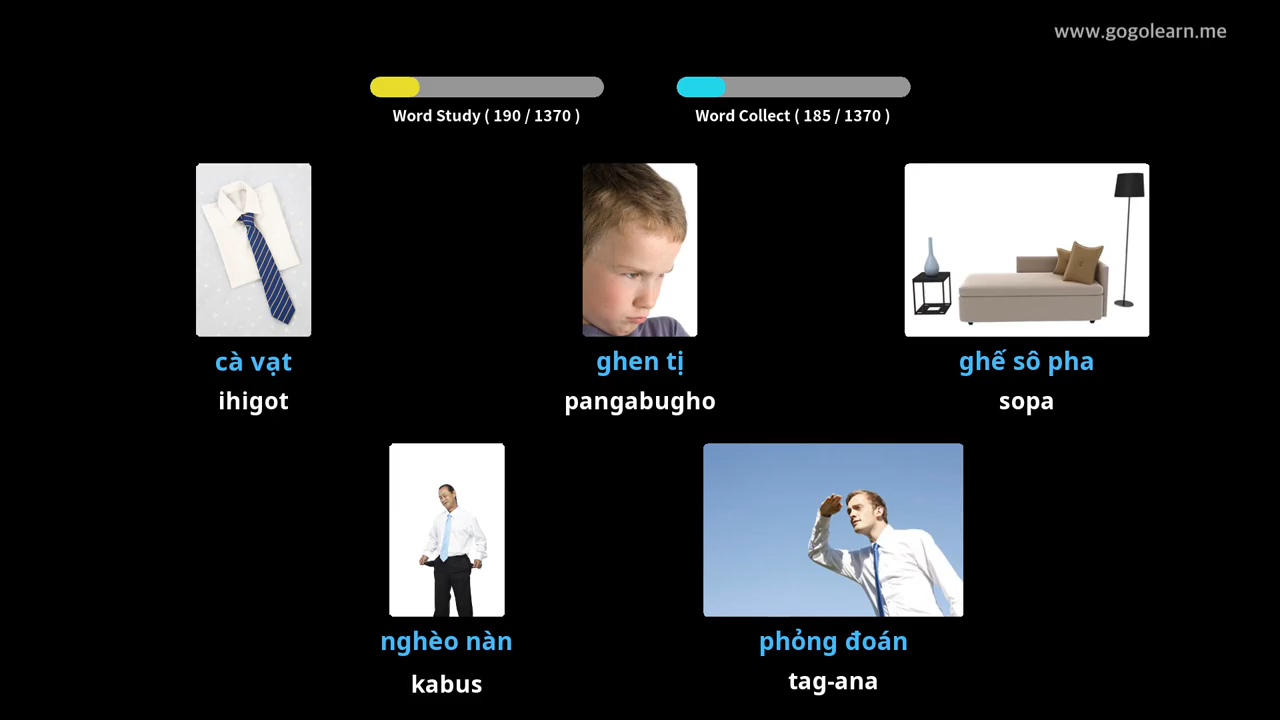 www.gogolearn.me
Word Study ( 190 / 1370 )
Word Collect ( 185 / 1370 )
cà vạt
ihigot
ghen tị
pangabugho
ghế sô pha
sopa
nghèo nàn
kabus
phỏng đoán
tag-ana